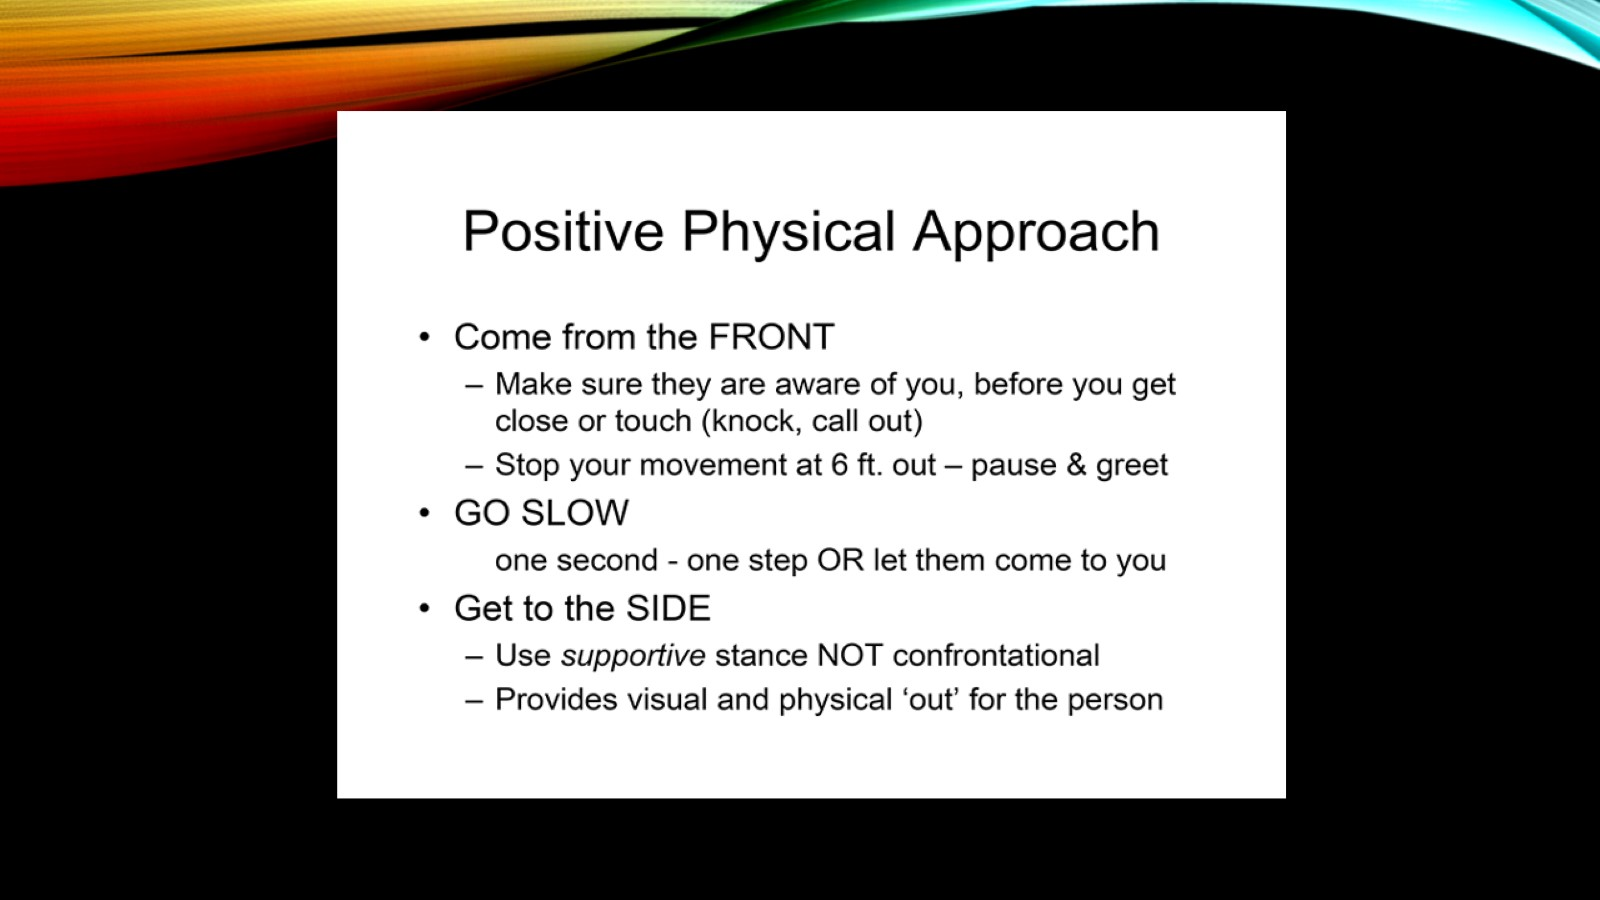 Positive Physical Approach
• Come from the FRONT
– Make sure they are aware of you, before you get
close or touch (knock, call out)
– Stop your movement at 6 ft. out – pause & greet
• GO SLOW
one second - one step OR let them come to you
• Get to the SIDE
– Use supportive stance NOT confrontational
– Provides visual and physical ‘out’ for the person